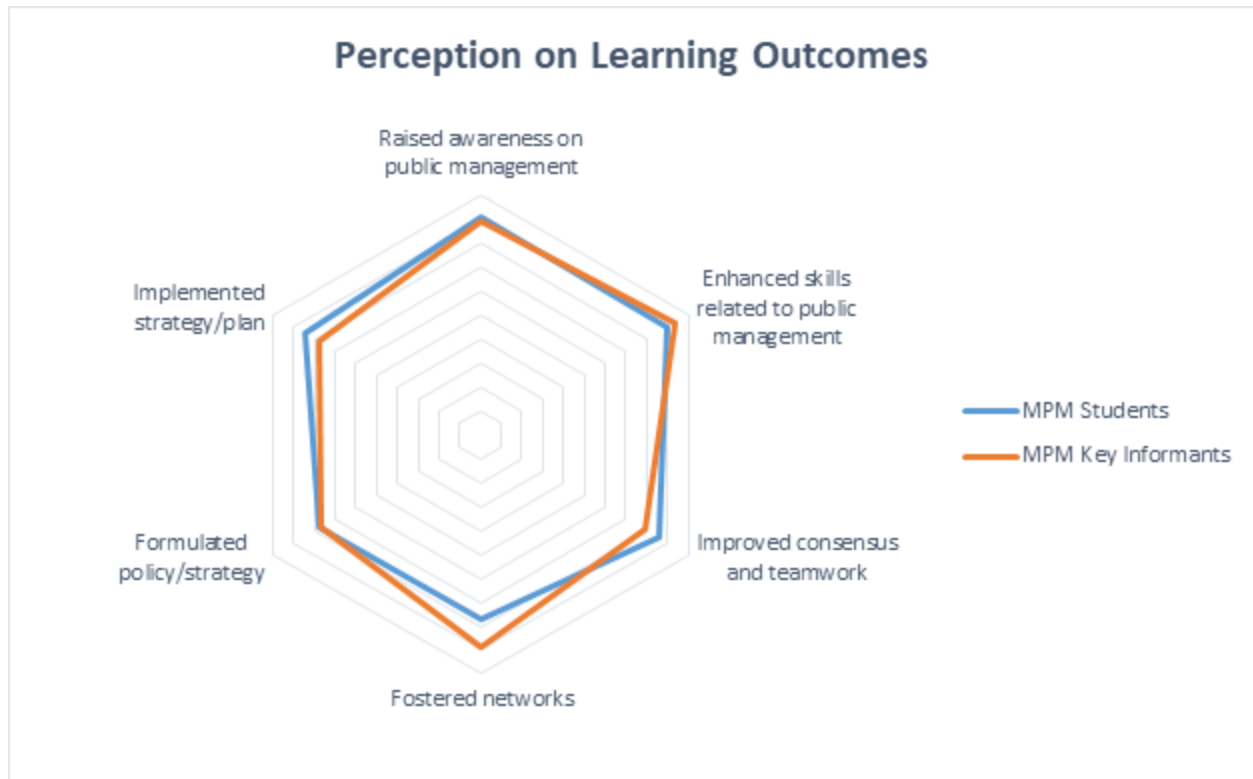 Perception on Learning Outcomes
Raised awareness on
public management
Enhanced skills
related to public
management
Implemented
strategy/plan
MPM Students
MPM Key Informants
Improved consensus
and teamwork
Formulated
policy/strategy
Fostered networks